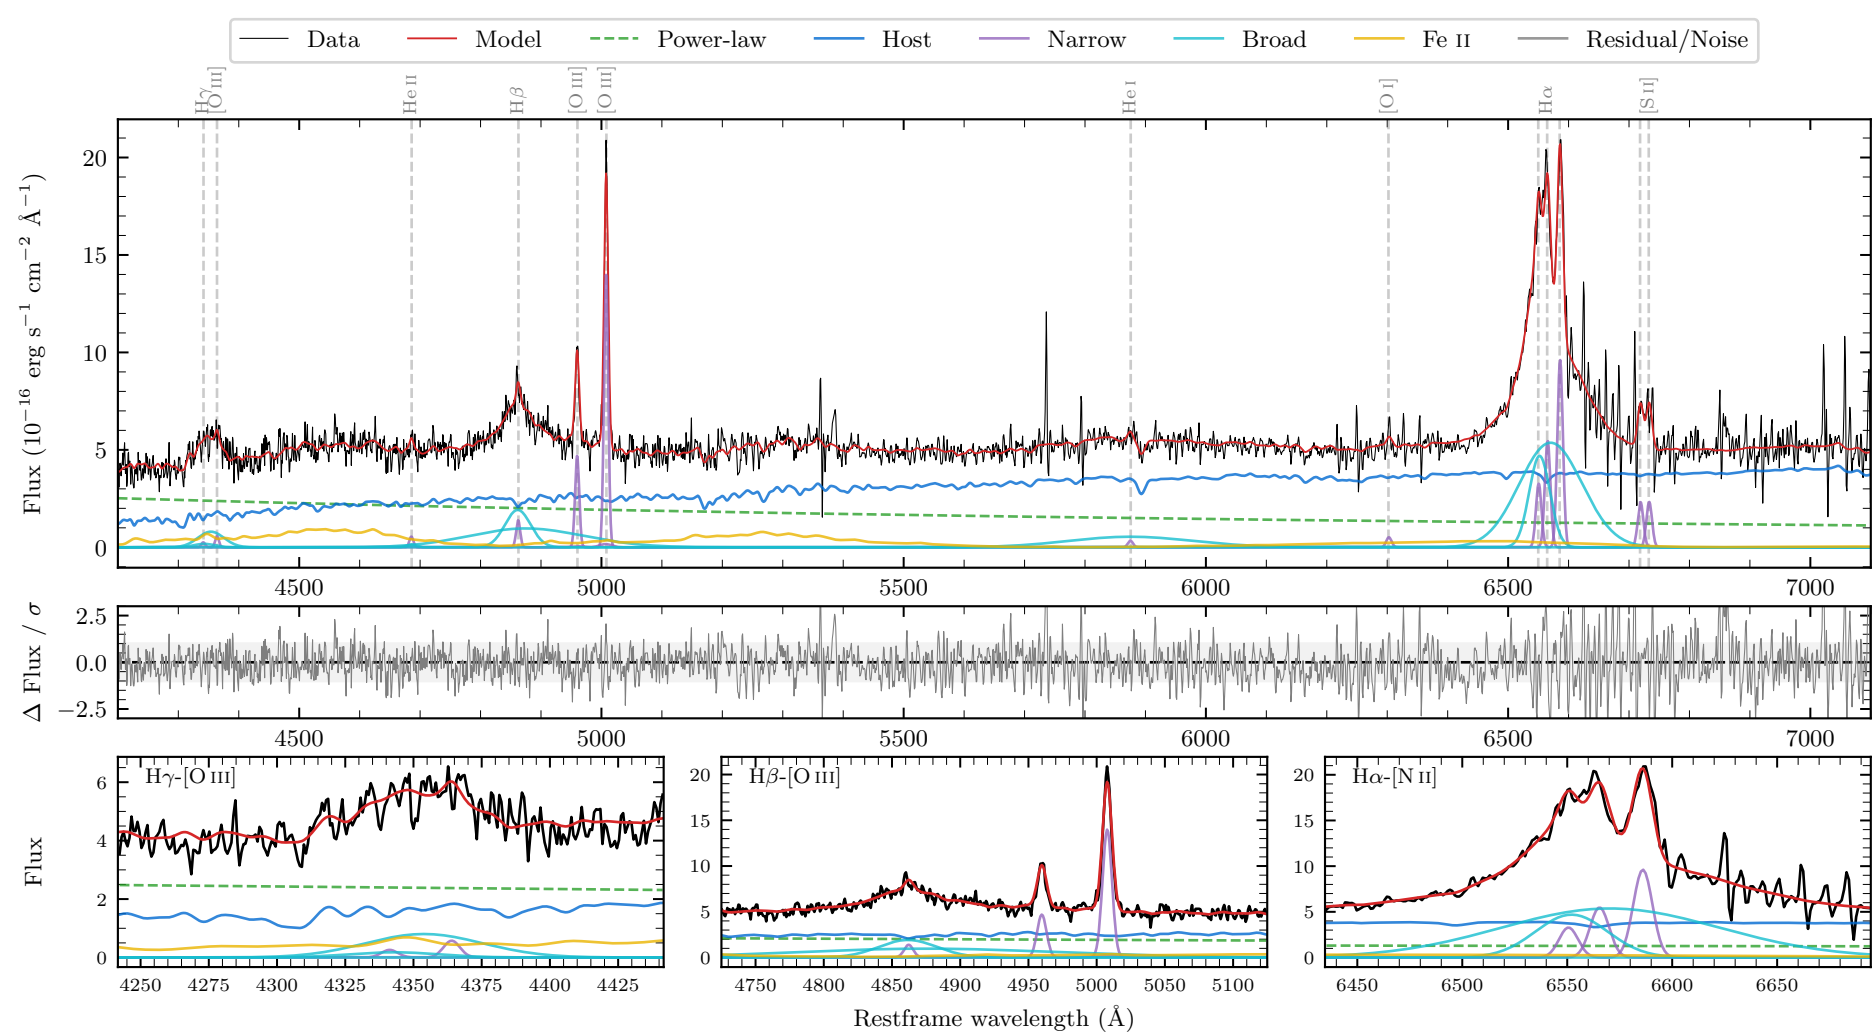 Data Model Power-law Host Narrow Broad Fe II Residual/Noise
Hγ [O III] He II Hβ [O III] [O III] He I [O I] Hα [S II]
Flux (10⁻¹⁶ erg s⁻¹ cm⁻² Å⁻¹)
20
15
10
5
0
4500 5000 5500 6000 6500 7000
Δ Flux / σ
2.5
0.0
−2.5
4500 5000 5500 6000 6500 7000
Flux
Hγ-[O III]
6
4
2
0
4250 4275 4300 4325 4350 4375 4400 4425
Hβ-[O III]
20
15
10
5
0
4750 4800 4850 4900 4950 5000 5050 5100
Hα-[N II]
20
15
10
5
0
6450 6500 6550 6600 6650
Restframe wavelength (Å)